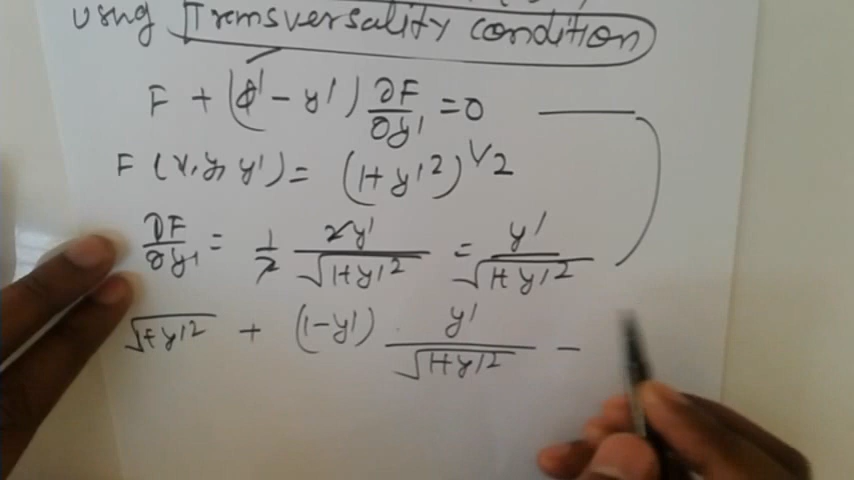 using Transversality condition
F + (φ' - y') ∂F/∂y' = 0
F (x, y, y') = (1+y'²)^1/2
∂F/∂y' = 1/2 2y'/√1+y'² = y'/√1+y'²
√1+y'² + (1-y') y'/√1+y'² -